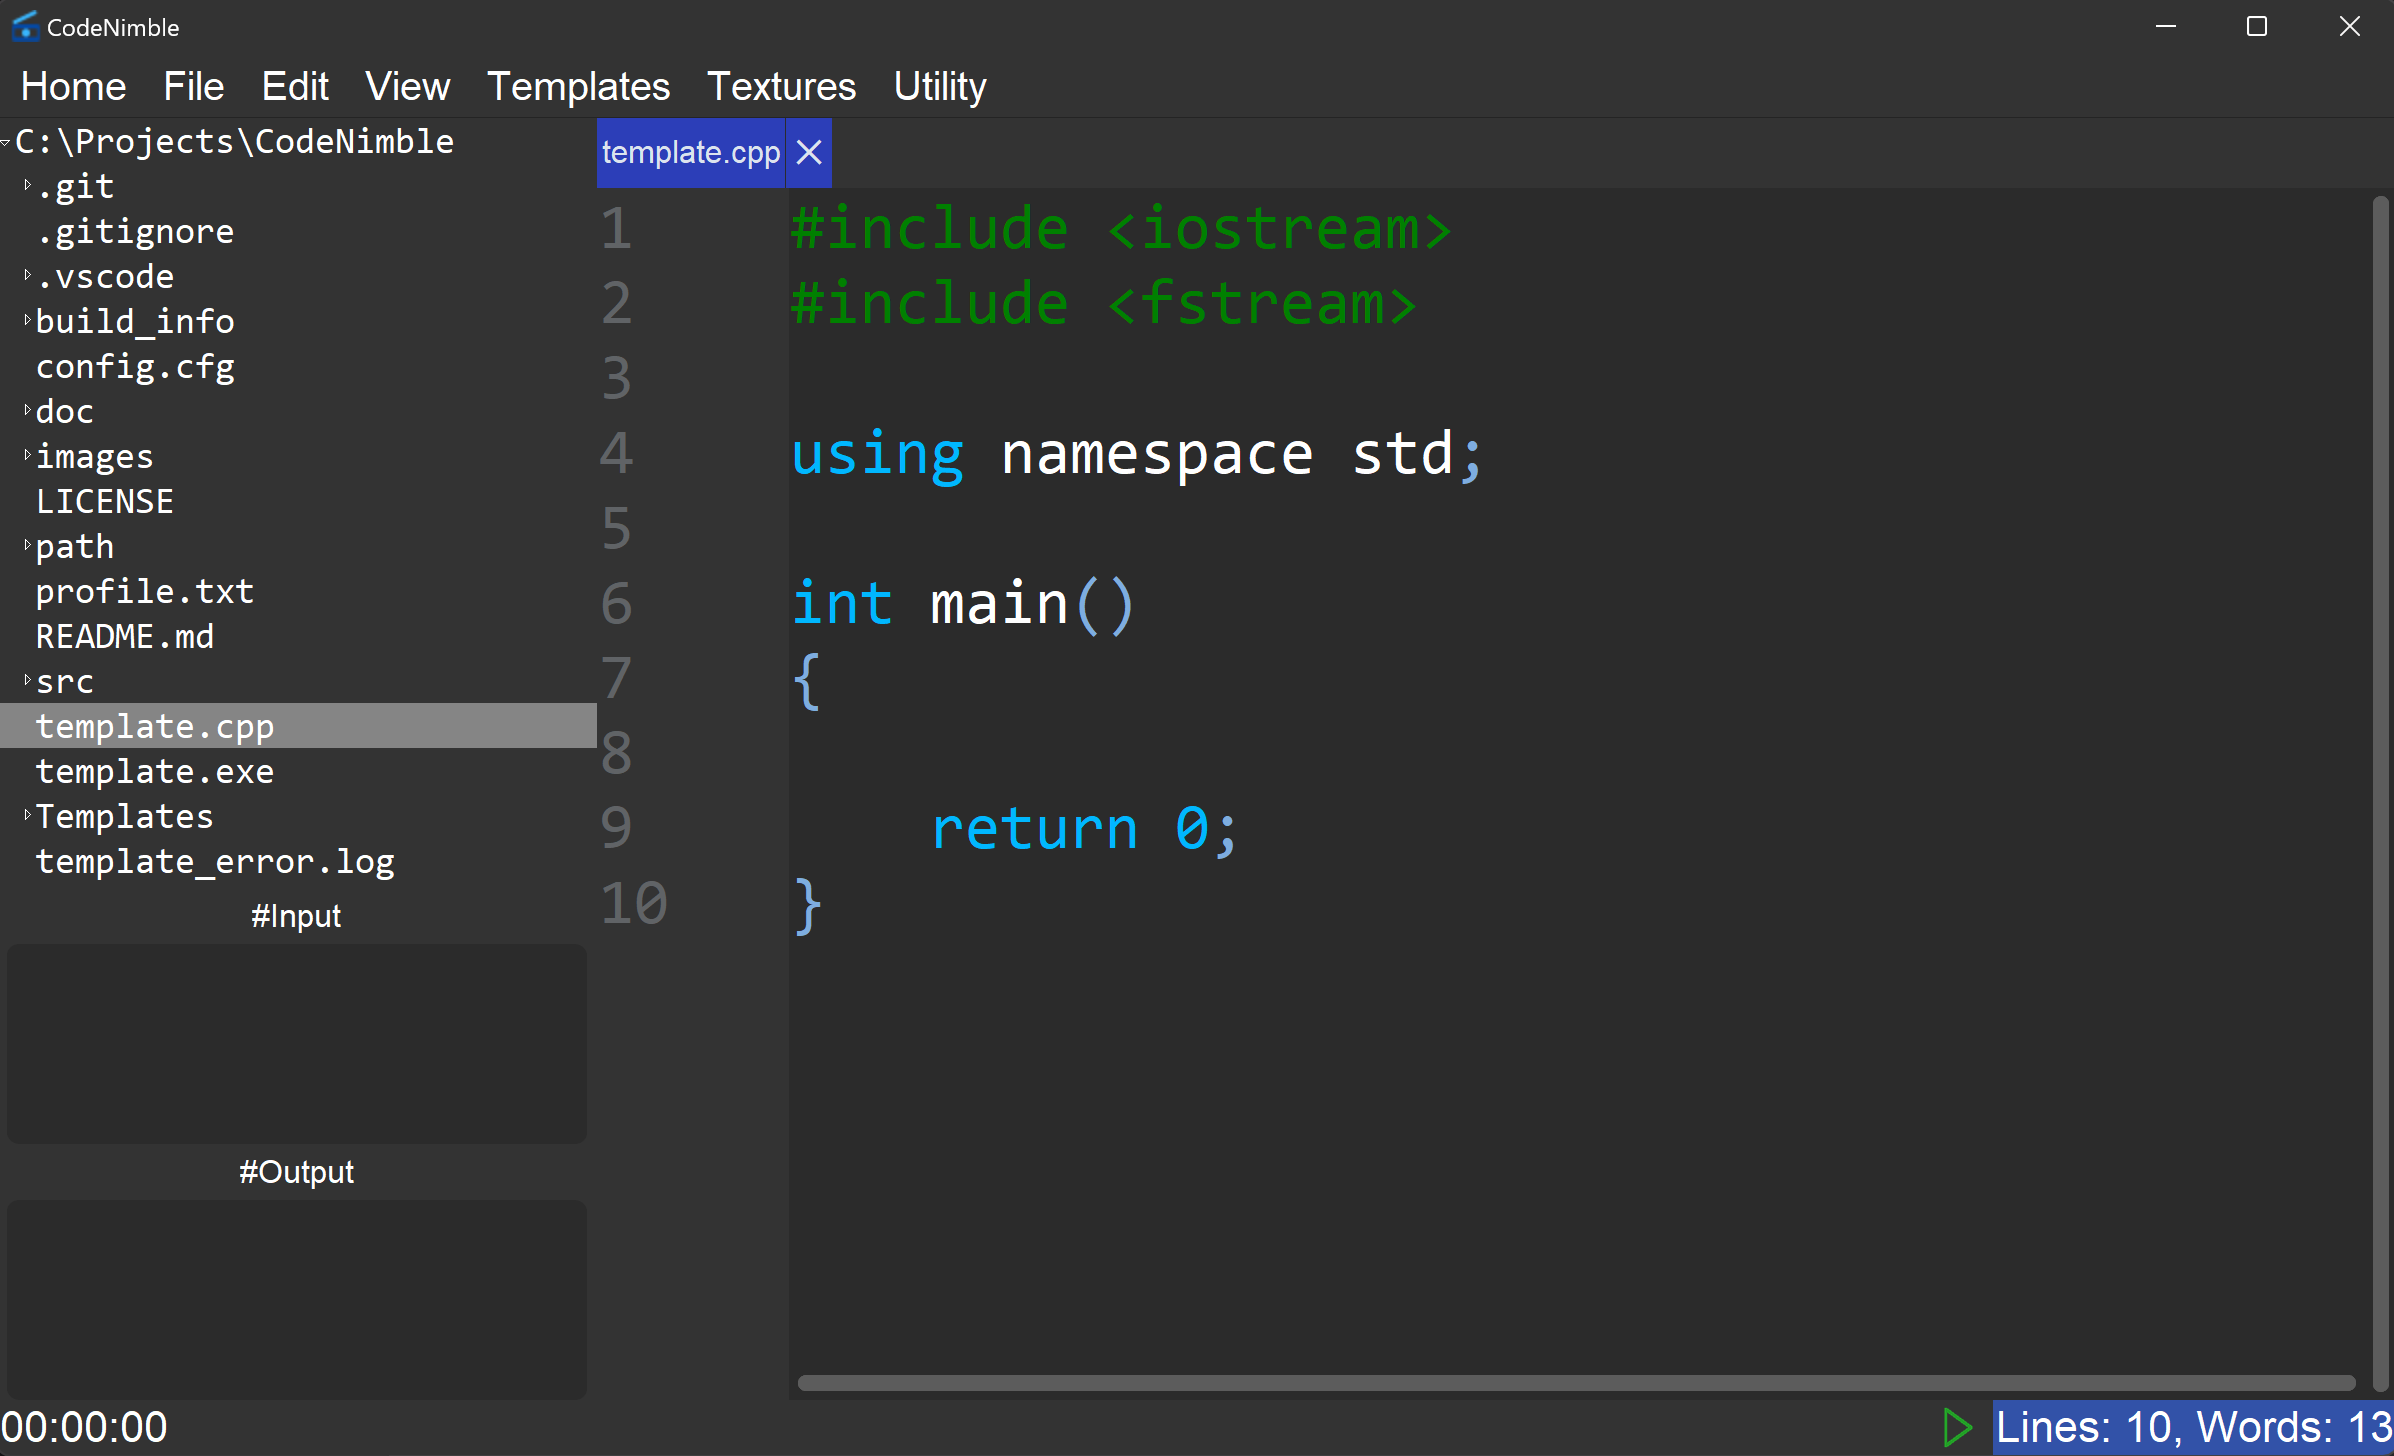 CodeNimble
Home File Edit View Templates Textures Utility
C:\Projects\CodeNimble
.git
.gitignore
.vscode
build_info
config.cfg
doc
images
LICENSE
path
profile.txt
README.md
src
template.cpp
template.exe
Templates
template_error.log
#Input
#Output
00:00:00
template.cpp
1 #include <iostream>
2 #include <fstream>
3
4 using namespace std;
5
6 int main()
7 {
8
9     return 0;
10 }
Lines: 10, Words: 13